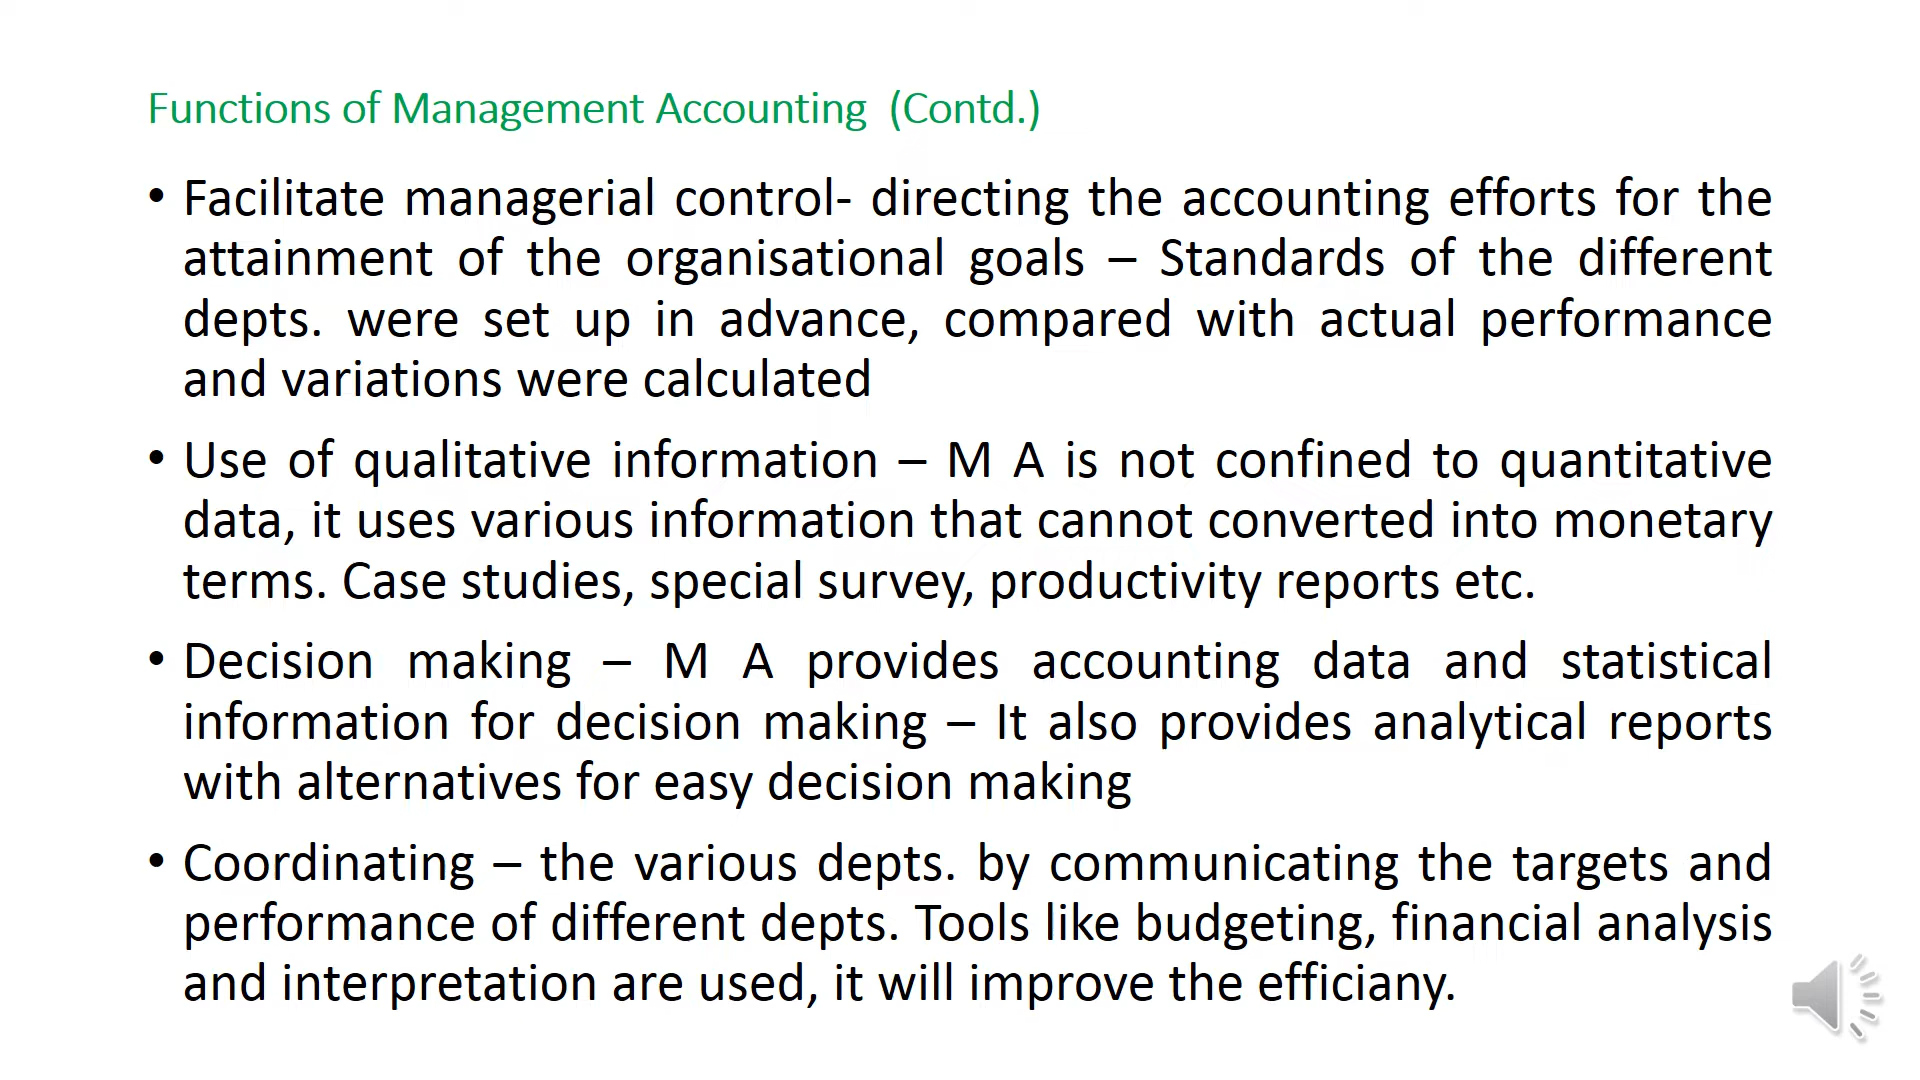 Functions of Management Accounting (Contd.)
• Facilitate managerial control- directing the accounting efforts for the
attainment of the organisational goals – Standards of the different
depts. were set up in advance, compared with actual performance
and variations were calculated
• Use of qualitative information – M A is not confined to quantitative
data, it uses various information that cannot converted into monetary
terms. Case studies, special survey, productivity reports etc.
• Decision making – M A provides accounting data and statistical
information for decision making – It also provides analytical reports
with alternatives for easy decision making
• Coordinating – the various depts. by communicating the targets and
performance of different depts. Tools like budgeting, financial analysis
and interpretation are used, it will improve the efficiany.